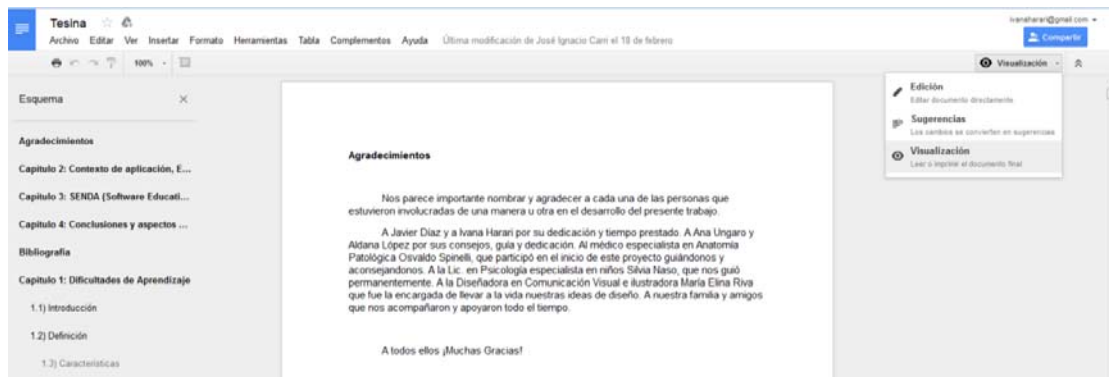 Tesina
ivanaharari@gmail.com
Archivo Editar Ver Insertar Formato Herramientas Tabla Complementos Ayuda Última modificación de José Ignacio Carri el 18 de febrero
Compartir
100%
Visualización
Edición
Editar documento directamente
Sugerencias
Los cambios se convierten en sugerencias
Visualización
Leer o imprimir el documento final
Esquema
Agradecimientos
Capítulo 2: Contexto de aplicación, E...
Capítulo 3: SENDA (Software Educati...
Capítulo 4: Conclusiones y aspectos ...
Bibliografía
Capítulo 1: Dificultades de Aprendizaje
1.1) Introducción
1.2) Definición
1.3) Características
Agradecimientos
Nos parece importante nombrar y agradecer a cada una de las personas que
estuvieron involucradas de una manera u otra en el desarrollo del presente trabajo.
A Javier Díaz y a Ivana Harari por su dedicación y tiempo prestado. A Ana Ungaro y
Aldana López por sus consejos, guía y dedicación. Al médico especialista en Anatomía
Patológica Osvaldo Spinelli, que participó en el inicio de este proyecto guiándonos y
aconsejandonos. A la Lic. en Psicología especialista en niños Silvia Naso, que nos guió
permanentemente. A la Diseñadora en Comunicación Visual e ilustradora María Elina Riva
que fue la encargada de llevar a la vida nuestras ideas de diseño. A nuestra familia y amigos
que nos acompañaron y apoyaron todo el tiempo.
A todos ellos ¡Muchas Gracias!